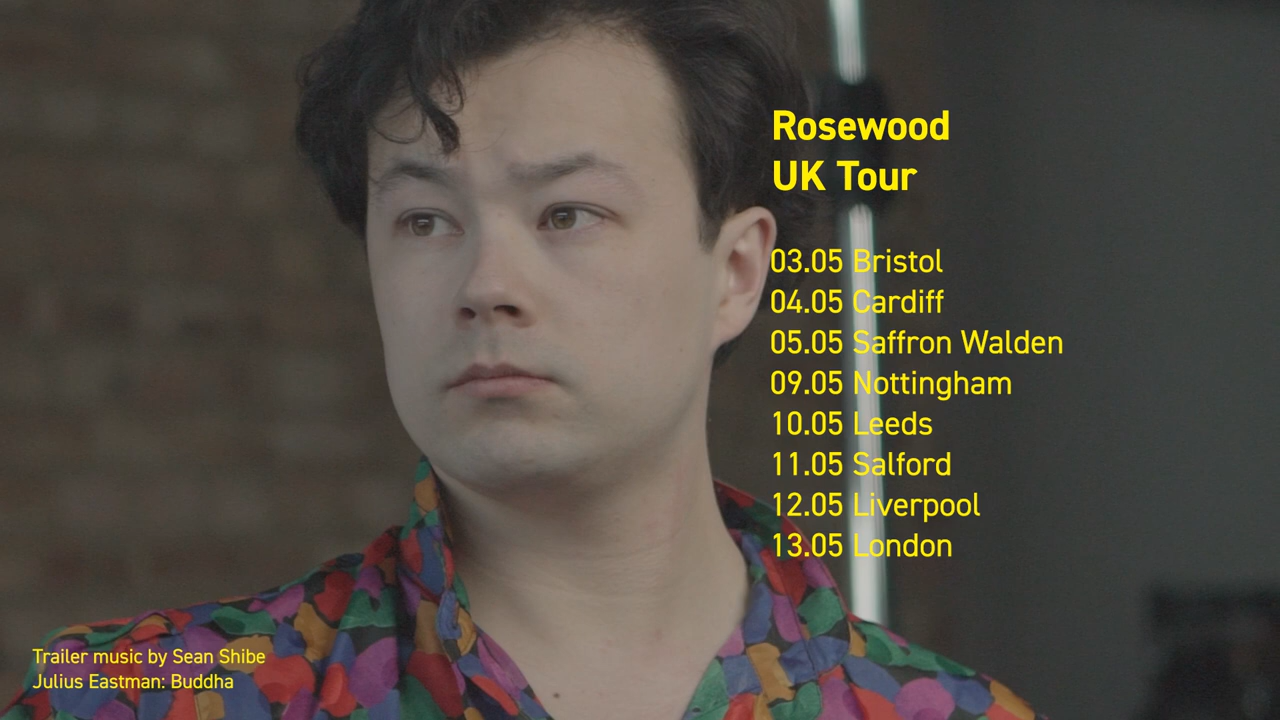 Rosewood
UK Tour
03.05 Bristol
04.05 Cardiff
05.05 Saffron Walden
09.05 Nottingham
10.05 Leeds
11.05 Salford
12.05 Liverpool
13.05 London
Trailer music by Sean Shibe
Julius Eastman: Buddha